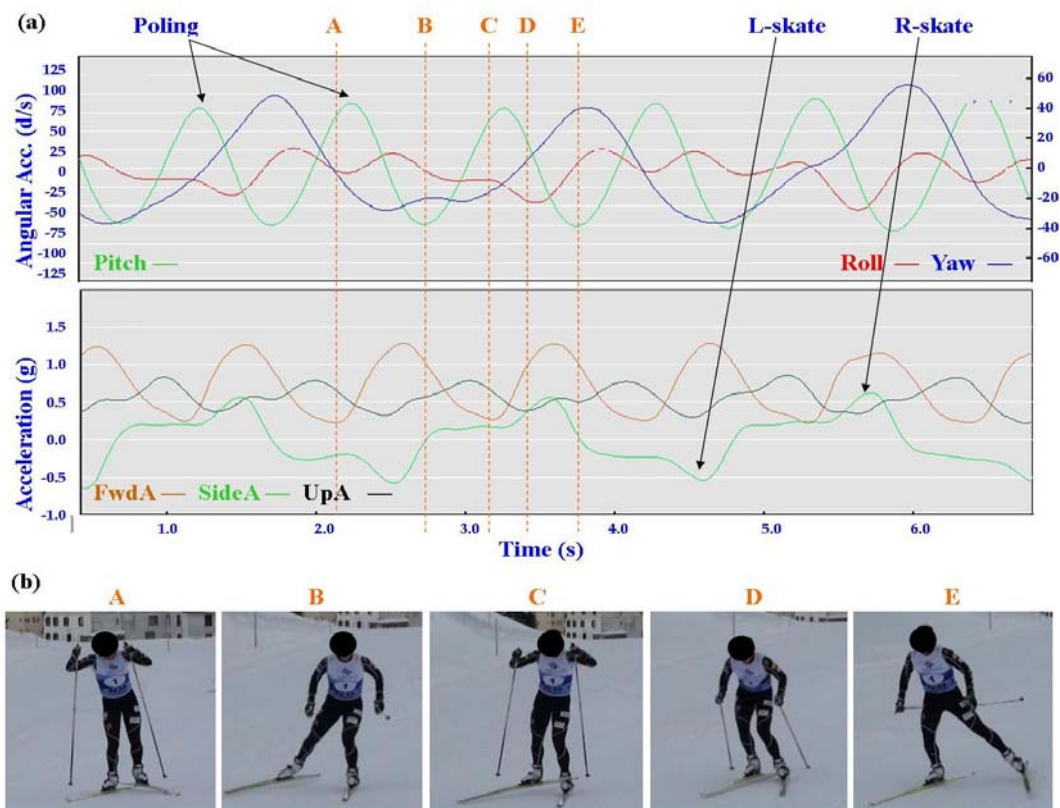 (a)
Poling A B C D E L-skate R-skate
Angular Acc. (d/s)
125
100
75
50
25
0
-25
-50
-75
-100
-125
60
40
20
0
-20
-40
-60
Pitch Roll Yaw
Acceleration (g)
1.5
1.0
0.5
0.0
-0.5
-1.0
FwdA SideA UpA
1.0 2.0 3.0 4.0 5.0 6.0
Time (s)
(b)
A B C D E
1 1 1 1 1